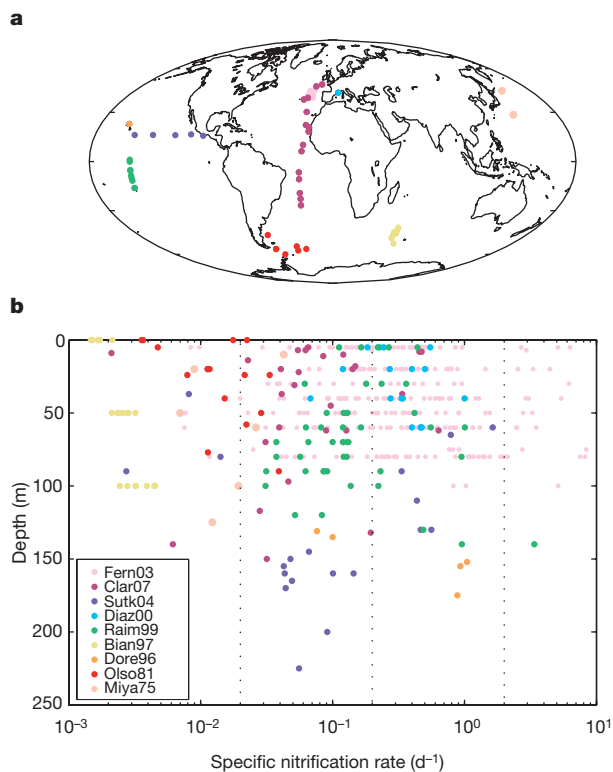 a
b
0
50
100
150
200
250
Depth (m)
Fern03
Clar07
Sutk04
Diaz00
Raim99
Bian97
Dore96
Olso81
Miya75
10⁻³ 10⁻² 10⁻¹ 10⁰ 10¹
Specific nitrification rate (d⁻¹)